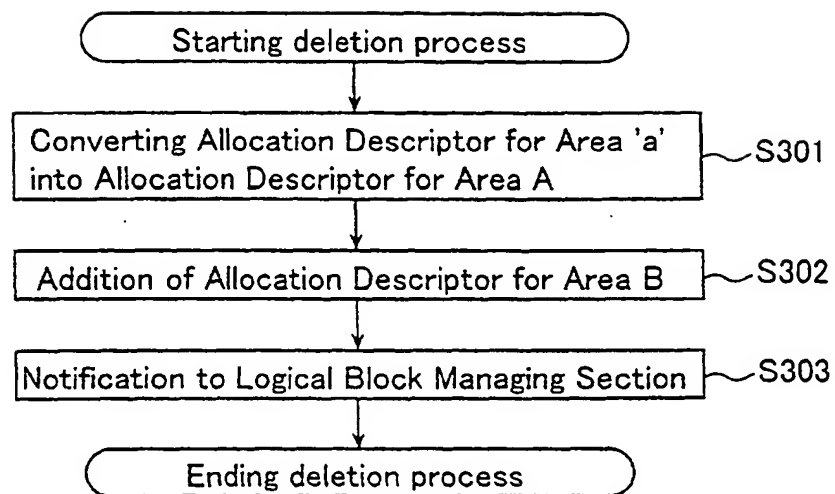 Starting deletion process
Converting Allocation Descriptor for Area 'a'
into Allocation Descriptor for Area A
S301
Addition of Allocation Descriptor for Area B
S302
Notification to Logical Block Managing Section
S303
Ending deletion process